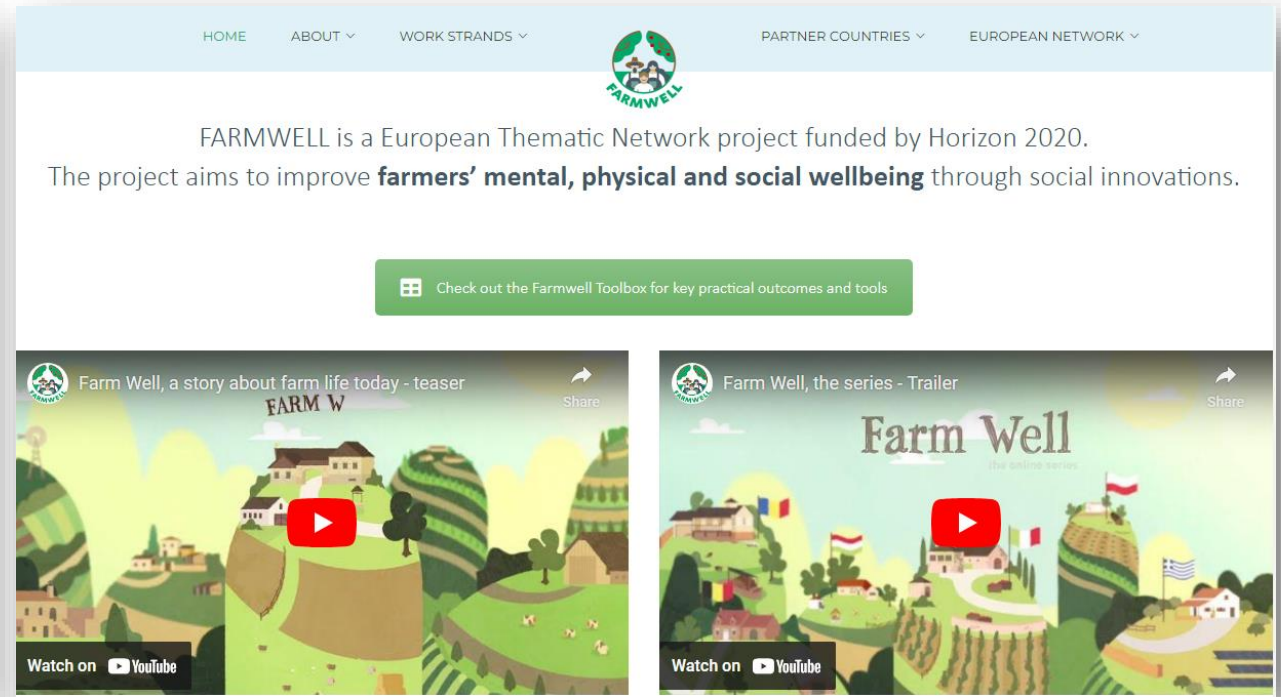 HOME ABOUT WORK STRANDS PARTNER COUNTRIES EUROPEAN NETWORK
FARMWELL
FARMWELL is a European Thematic Network project funded by Horizon 2020.
The project aims to improve farmers’ mental, physical and social wellbeing through social innovations.
Check out the Farmwell Toolbox for key practical outcomes and tools
FARMWELL
Farm Well, a story about farm life today - teaser
Share
FARM W
Watch on YouTube
FARMWELL
Farm Well, the series - Trailer
Share
Farm Well
the online series
Watch on YouTube